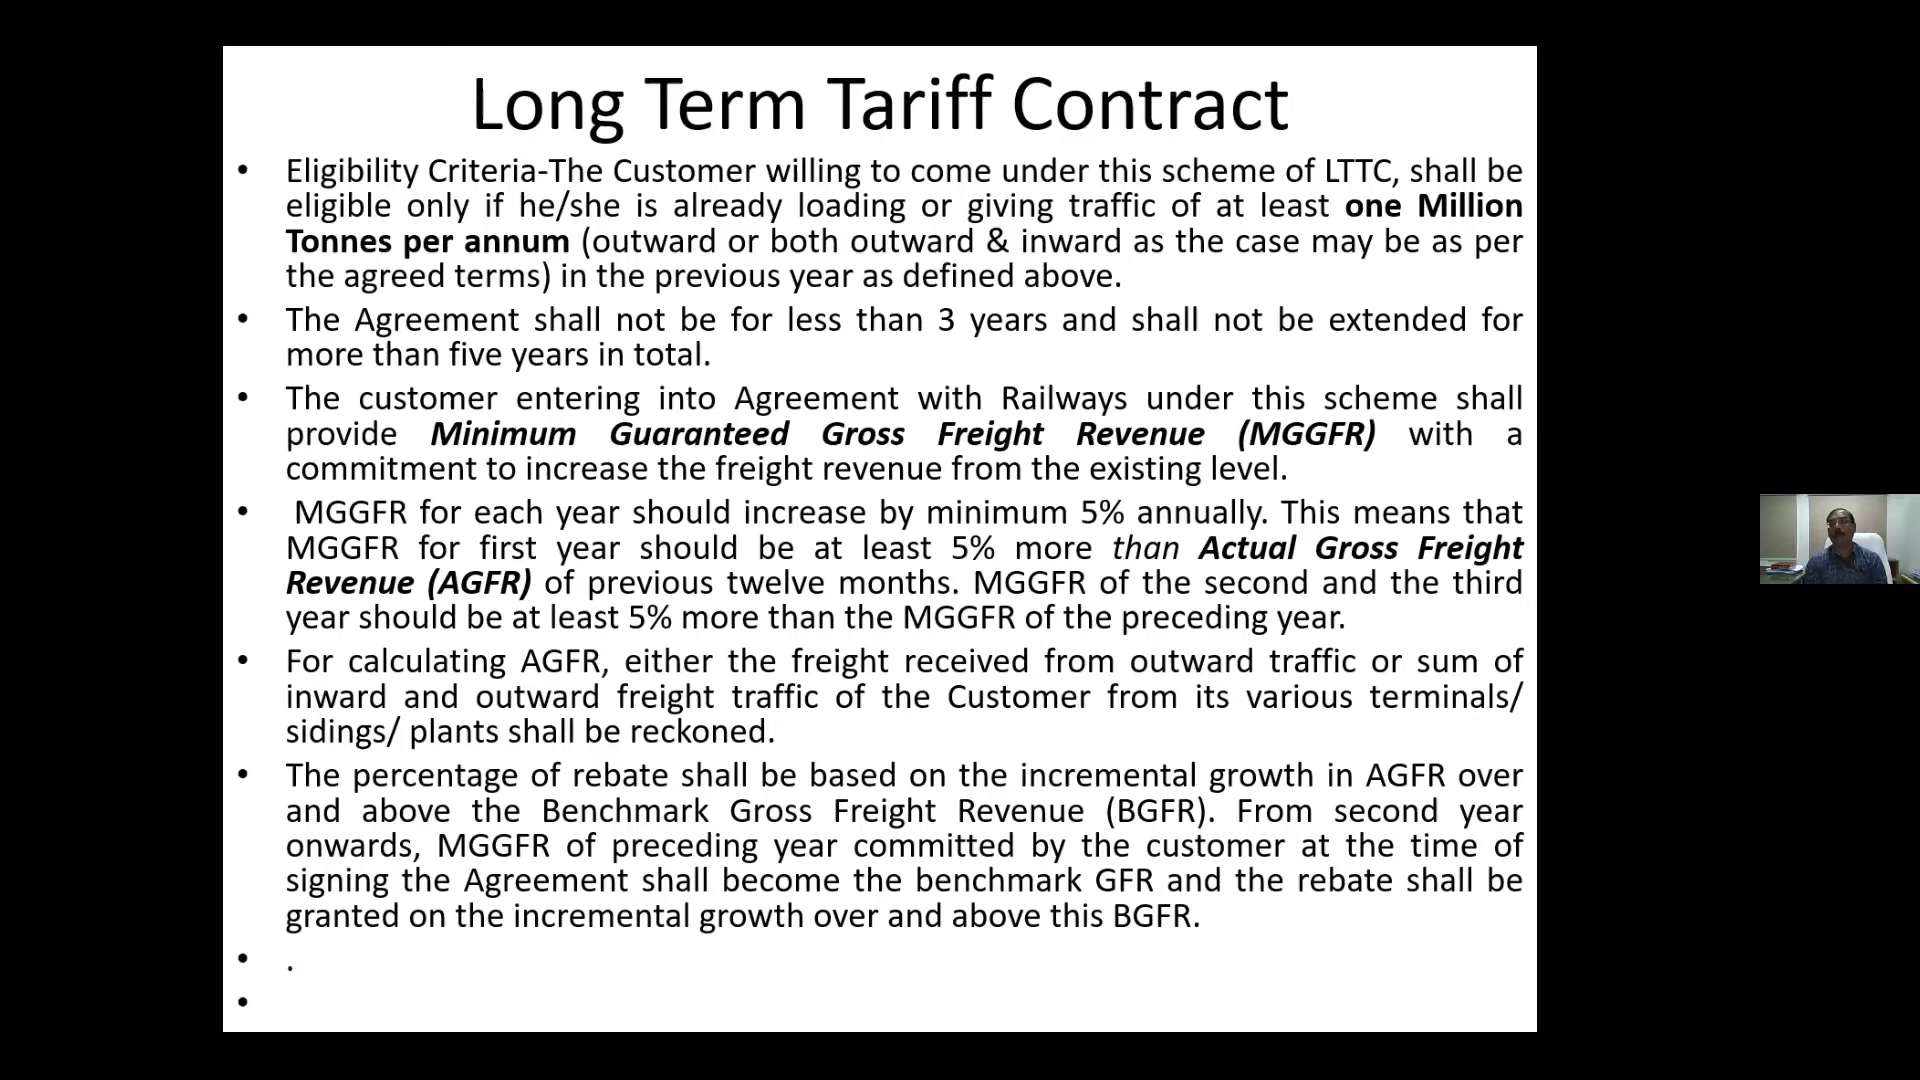 Long Term Tariff Contract
• Eligibility Criteria-The Customer willing to come under this scheme of LTTC, shall be
eligible only if he/she is already loading or giving traffic of at least one Million
Tonnes per annum (outward or both outward & inward as the case may be as per
the agreed terms) in the previous year as defined above.
• The Agreement shall not be for less than 3 years and shall not be extended for
more than five years in total.
• The customer entering into Agreement with Railways under this scheme shall
provide Minimum Guaranteed Gross Freight Revenue (MGGFR) with a
commitment to increase the freight revenue from the existing level.
• MGGFR for each year should increase by minimum 5% annually. This means that
MGGFR for first year should be at least 5% more than Actual Gross Freight
Revenue (AGFR) of previous twelve months. MGGFR of the second and the third
year should be at least 5% more than the MGGFR of the preceding year.
• For calculating AGFR, either the freight received from outward traffic or sum of
inward and outward freight traffic of the Customer from its various terminals/
sidings/ plants shall be reckoned.
• The percentage of rebate shall be based on the incremental growth in AGFR over
and above the Benchmark Gross Freight Revenue (BGFR). From second year
onwards, MGGFR of preceding year committed by the customer at the time of
signing the Agreement shall become the benchmark GFR and the rebate shall be
granted on the incremental growth over and above this BGFR.
• .
•